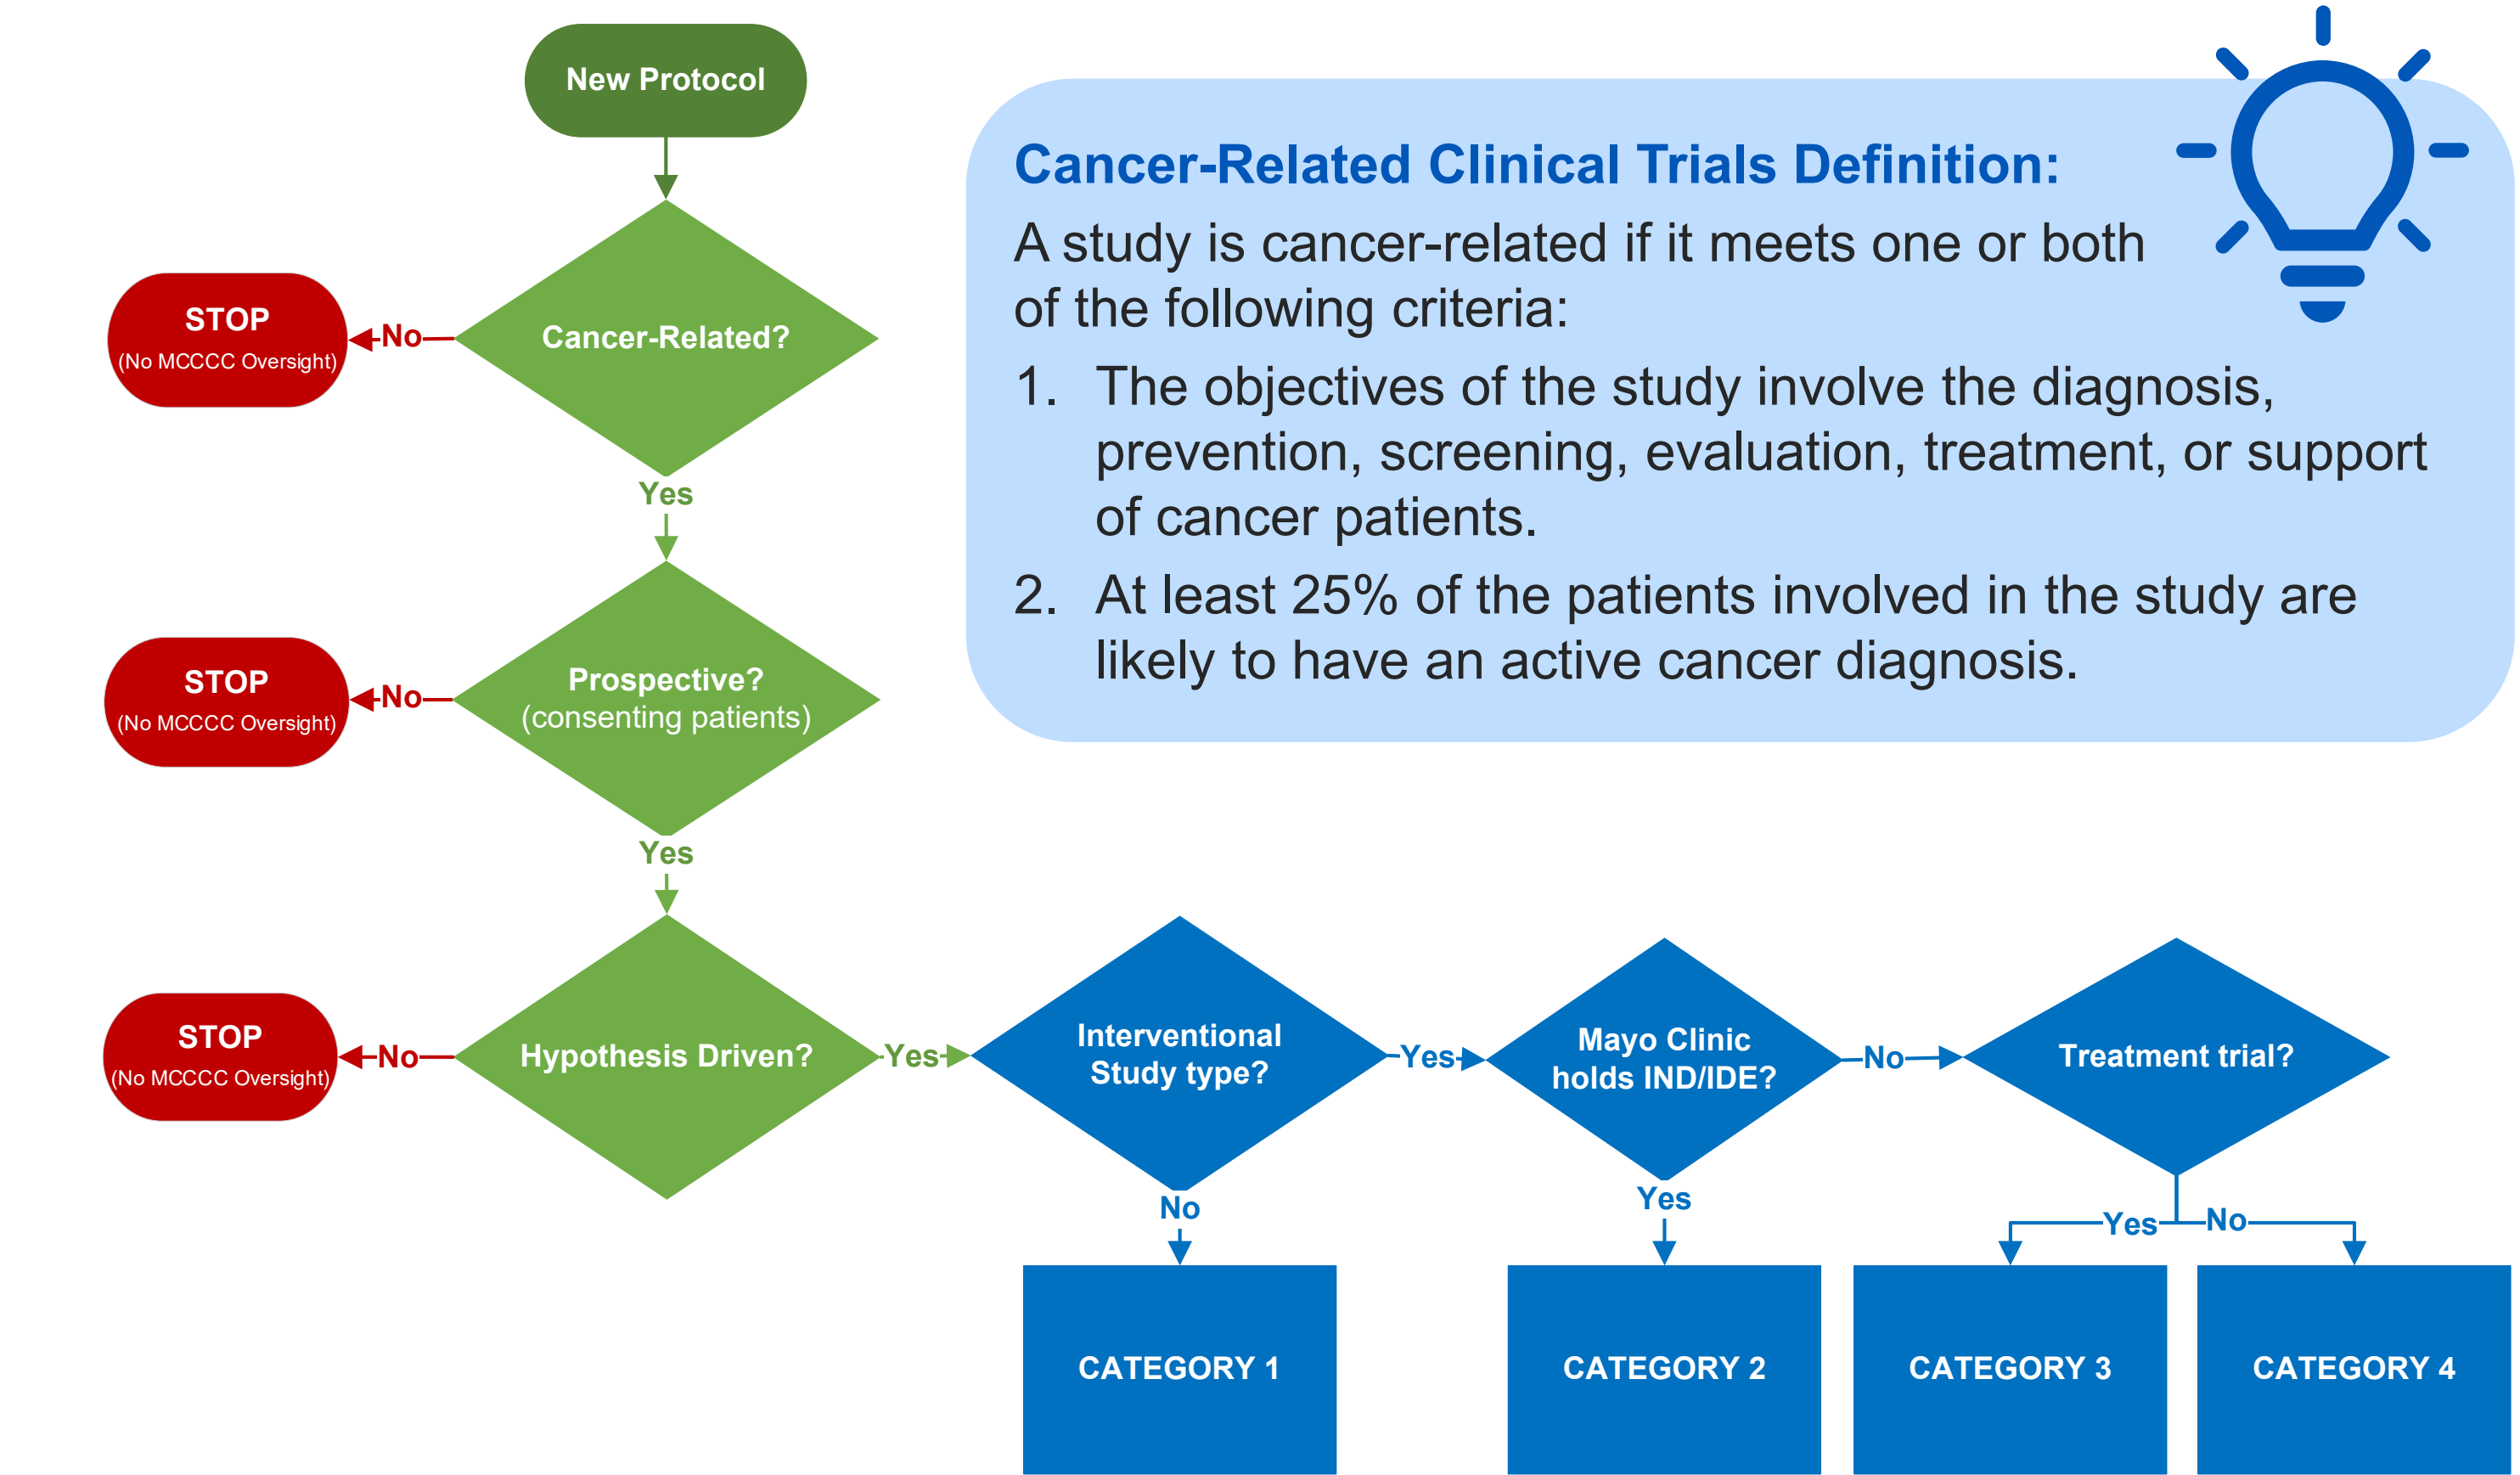 New Protocol
Cancer-Related Clinical Trials Definition:
A study is cancer-related if it meets one or both
of the following criteria:
1. The objectives of the study involve the diagnosis,
prevention, screening, evaluation, treatment, or support
of cancer patients.
2. At least 25% of the patients involved in the study are
likely to have an active cancer diagnosis.
Cancer-Related?
No
STOP
(No MCCCC Oversight)
Yes
Prospective?
(consenting patients)
No
STOP
(No MCCCC Oversight)
Yes
Hypothesis Driven?
No
STOP
(No MCCCC Oversight)
Yes
Interventional
Study type?
Yes
Mayo Clinic
holds IND/IDE?
No
Treatment trial?
No
Yes
Yes
No
CATEGORY 1
CATEGORY 2
CATEGORY 3
CATEGORY 4